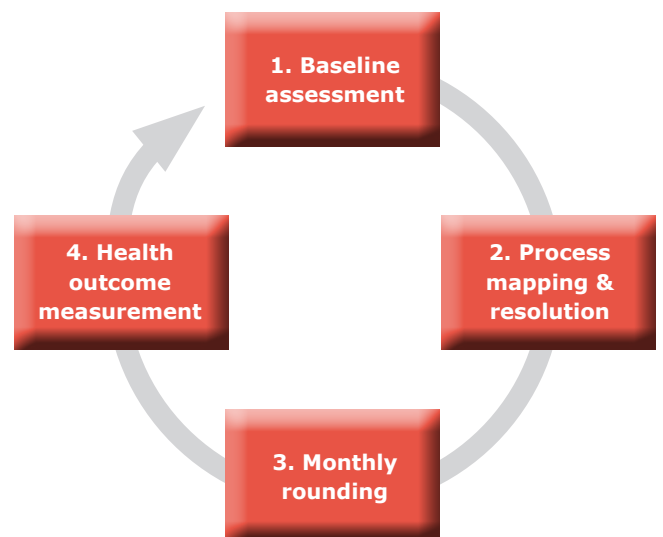 1. Baseline
assessment
2. Process
mapping &
resolution
3. Monthly
rounding
4. Health
outcome
measurement